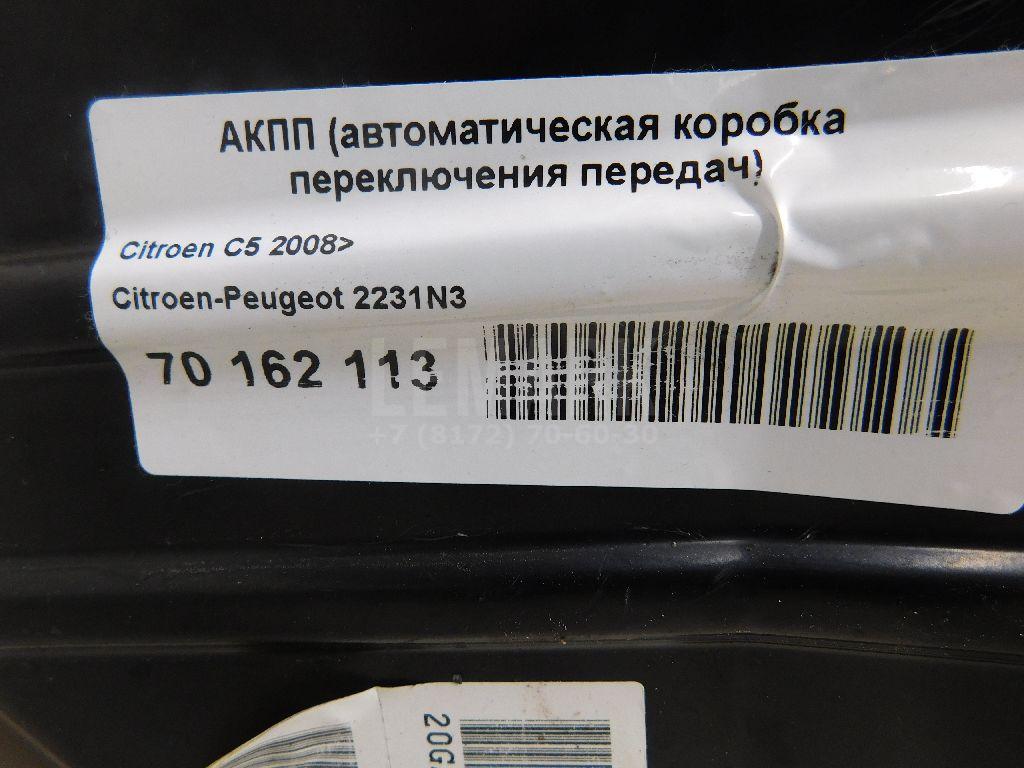 АКПП (автоматическая коробка
переключения передач)
Citroen C5 2008>
Citroen-Peugeot 2231N3
70 162 113
+7 (8172) 70-60-30